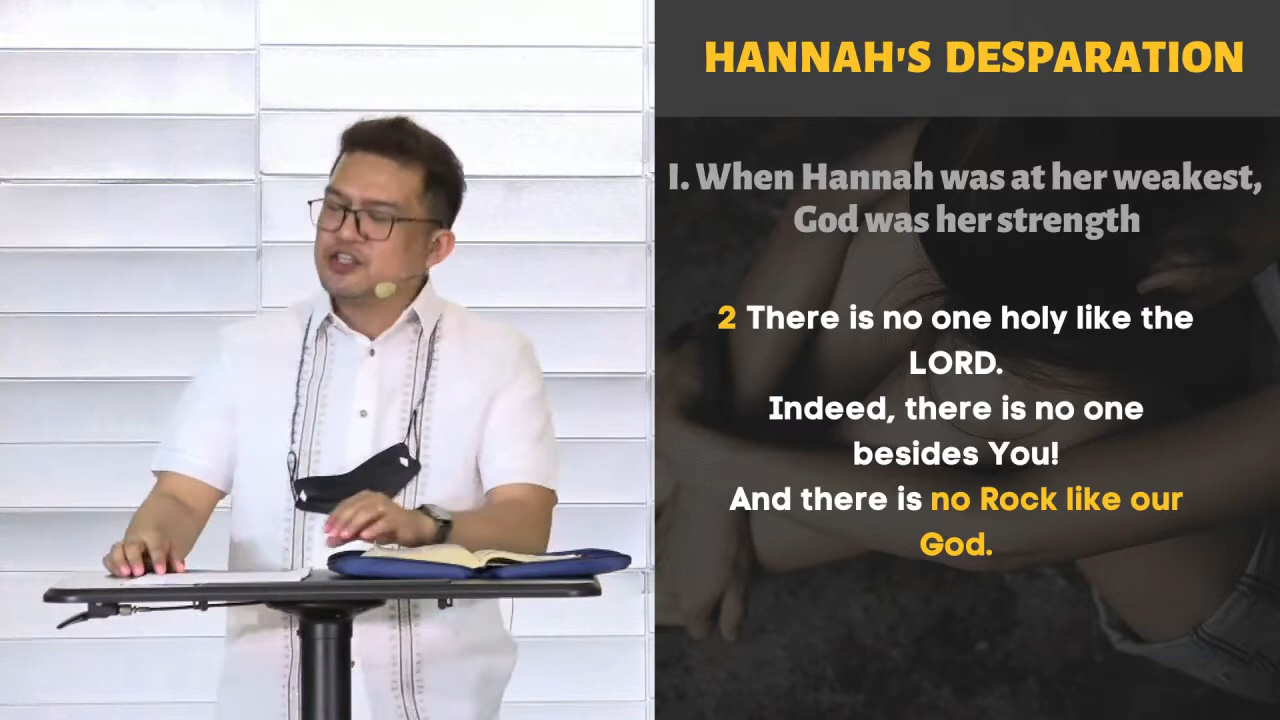 HANNAH'S DESPARATION
I. When Hannah was at her weakest,
God was her strength
2 There is no one holy like the
LORD.
Indeed, there is no one
besides You!
And there is no Rock like our
God.